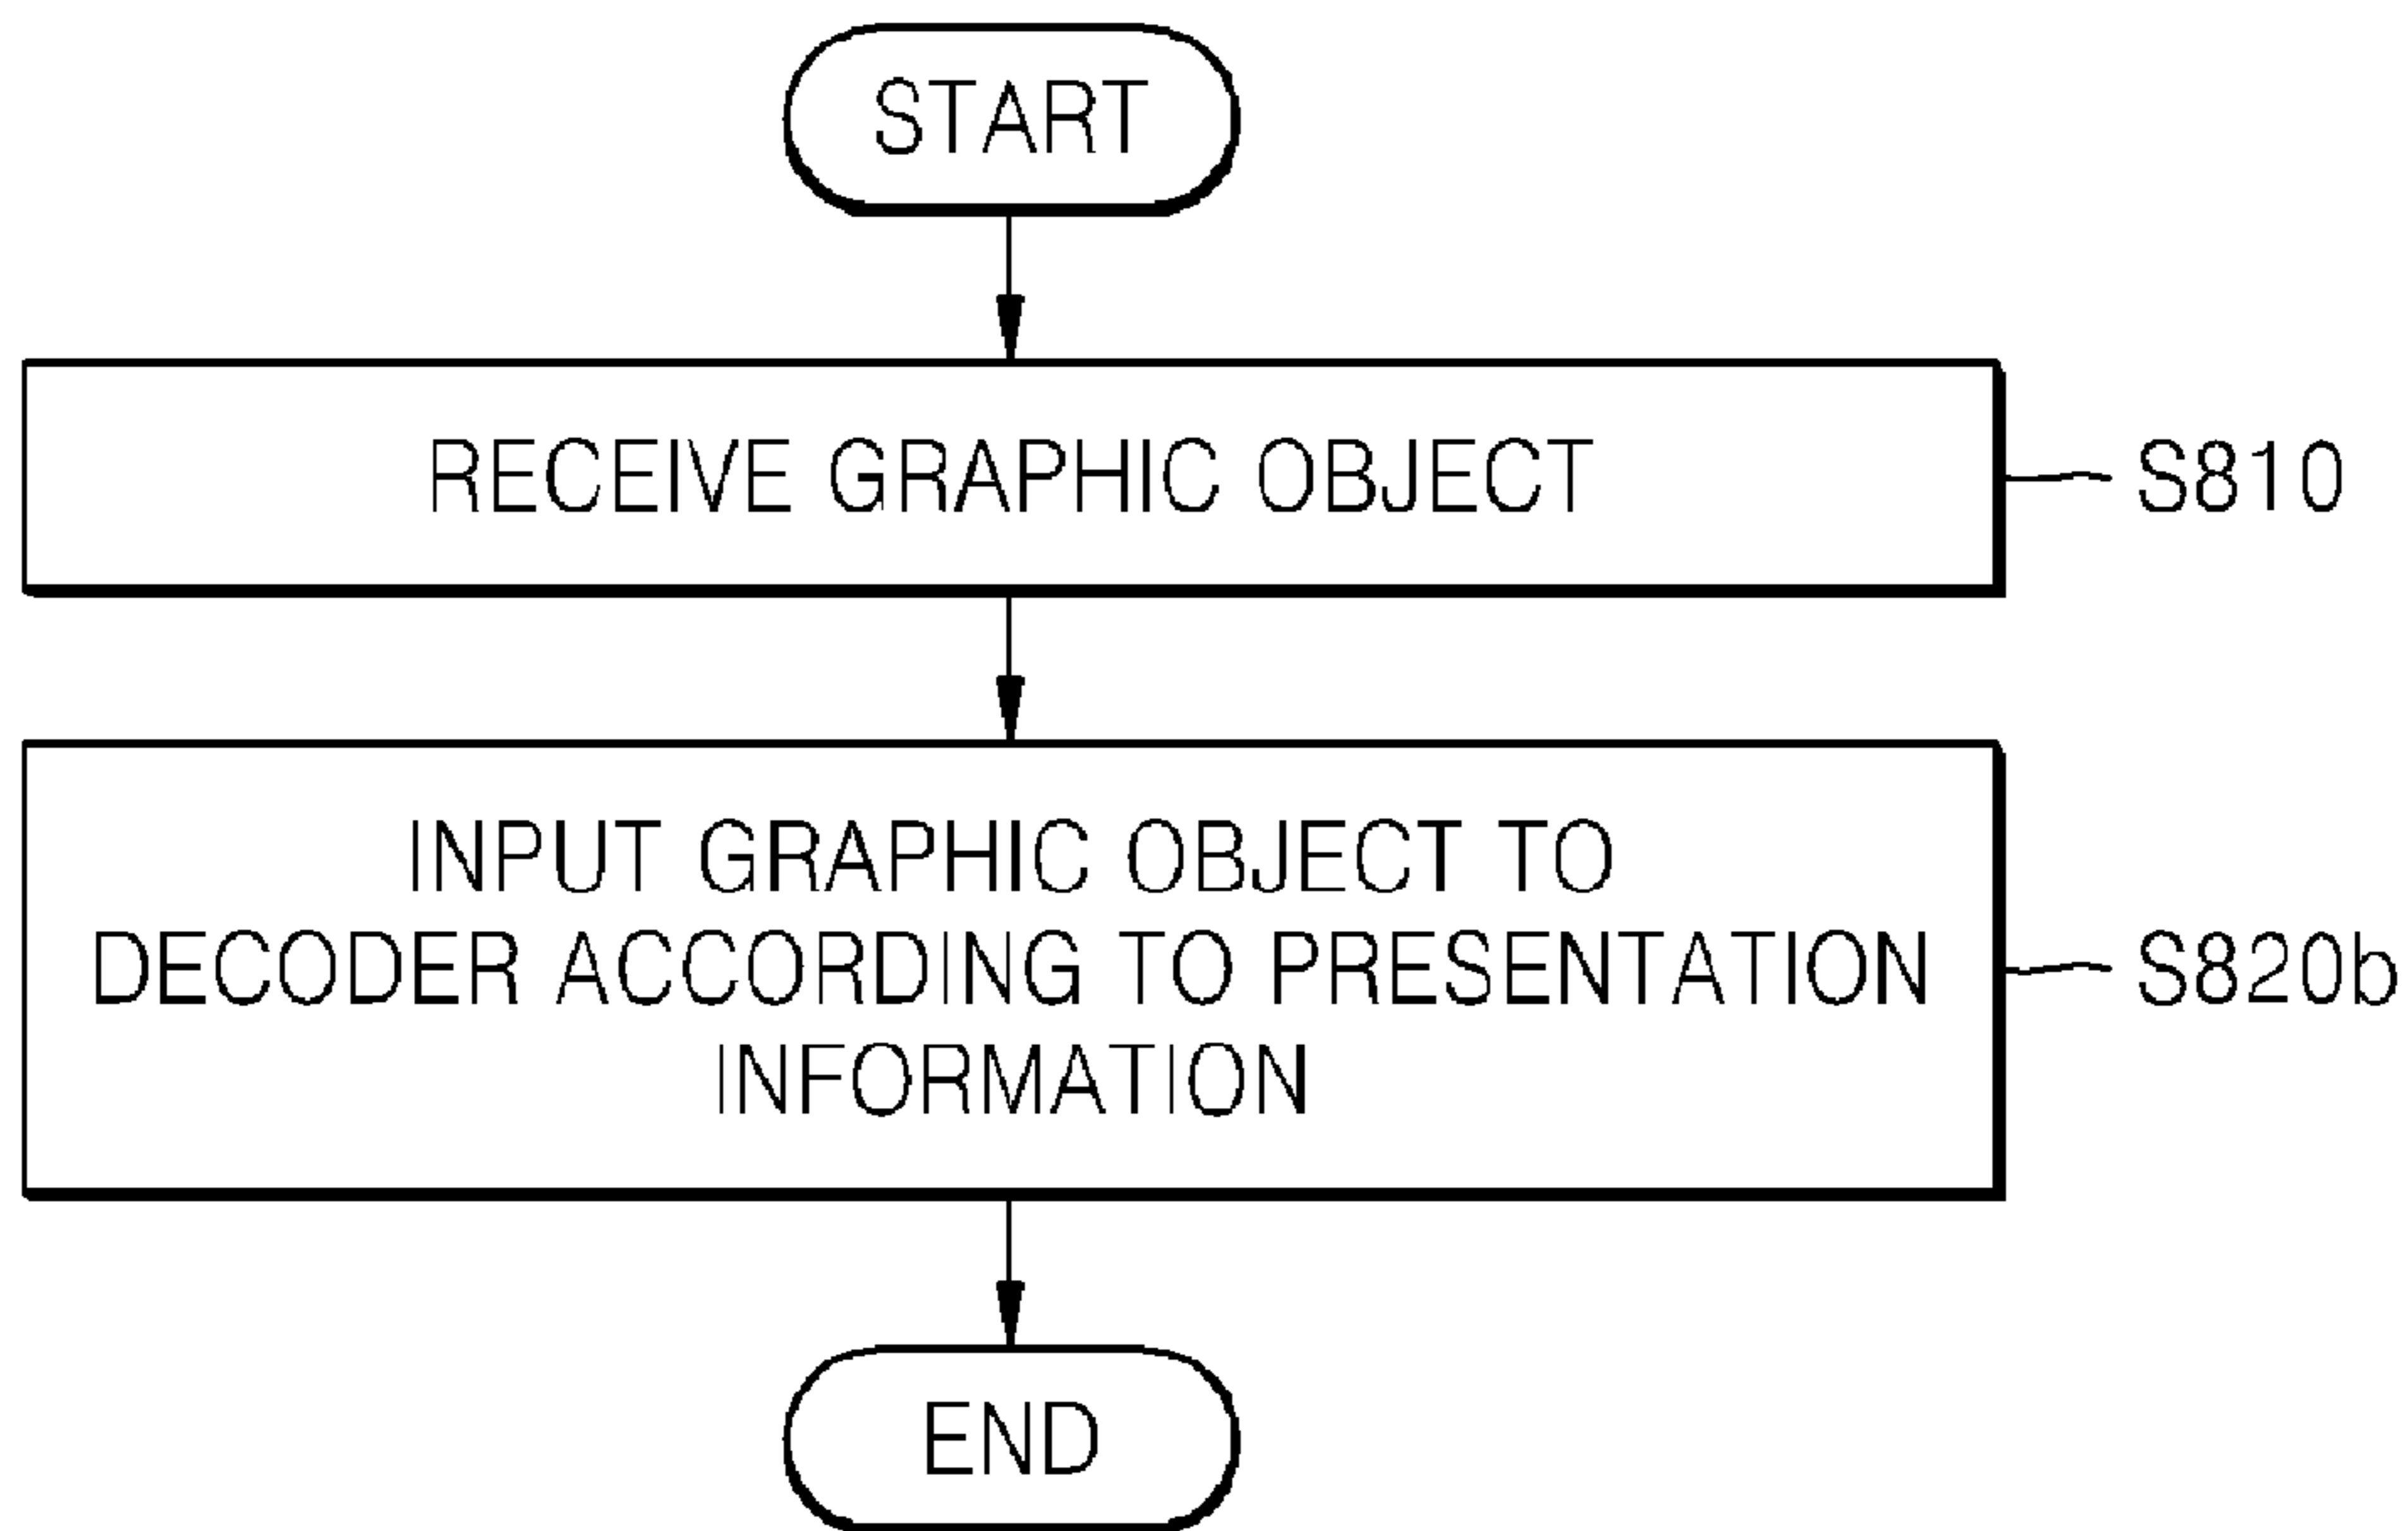 START
RECEIVE GRAPHIC OBJECT
S810
INPUT GRAPHIC OBJECT TO
DECODER ACCORDING TO PRESENTATION
INFORMATION
S820b
END